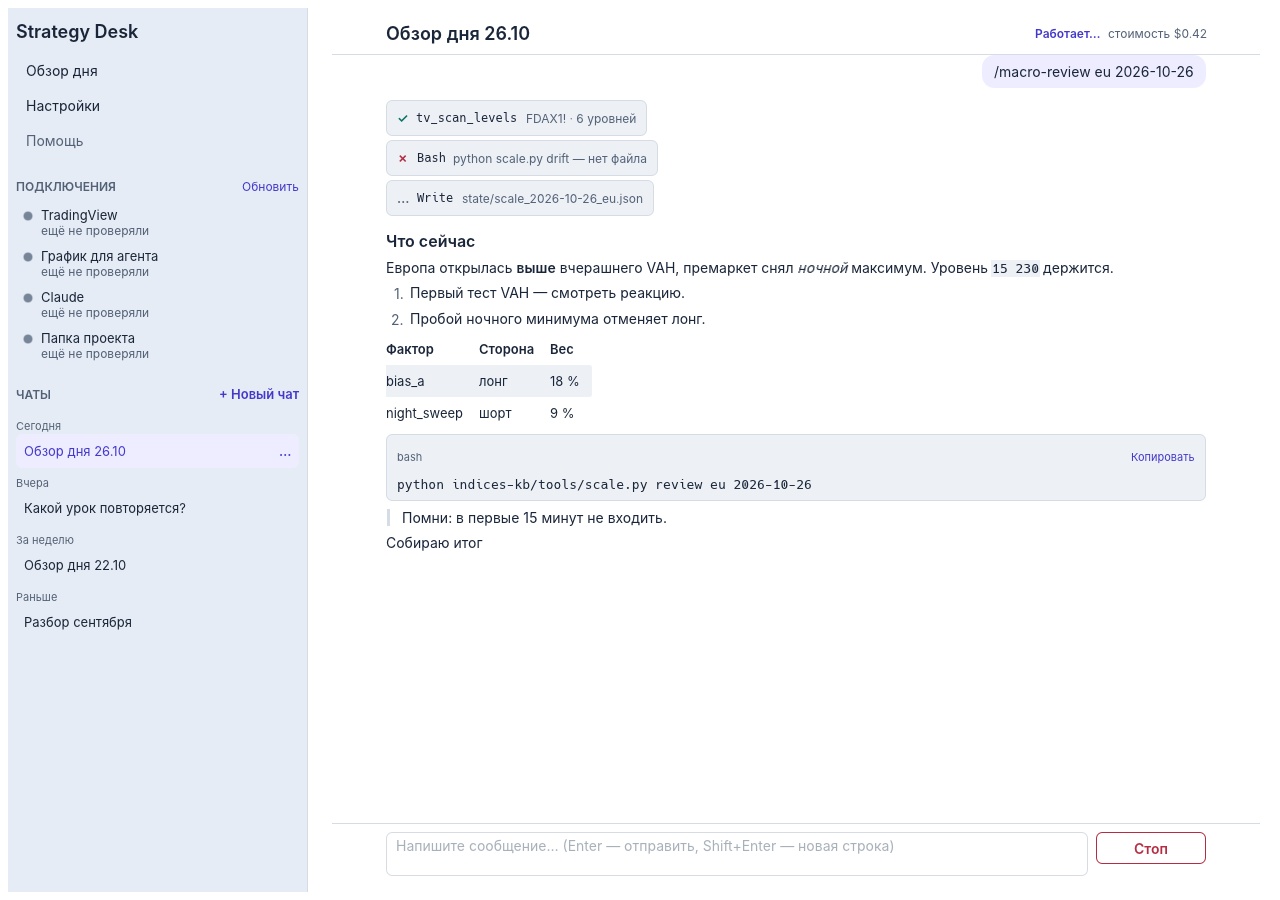 Strategy Desk
Обзор дня
Настройки
Помощь
ПОДКЛЮЧЕНИЯ Обновить
TradingView
ещё не проверяли
График для агента
ещё не проверяли
Claude
ещё не проверяли
Папка проекта
ещё не проверяли
ЧАТЫ + Новый чат
Сегодня
Обзор дня 26.10 ...
Вчера
Какой урок повторяется?
За неделю
Обзор дня 22.10
Раньше
Разбор сентября
Обзор дня 26.10 Работает... стоимость $0.42
/macro-review eu 2026-10-26
✓ tv_scan_levels FDAX1! · 6 уровней
× Bash python scale.py drift — нет файла
... Write state/scale_2026-10-26_eu.json
Что сейчас
Европа открылась выше вчерашнего VAH, премаркет снял ночной максимум. Уровень 15 230 держится.
1. Первый тест VAH — смотреть реакцию.
2. Пробой ночного минимума отменяет лонг.
Фактор Сторона Вес
bias_a лонг 18 %
night_sweep шорт 9 %
bash Копировать
python indices-kb/tools/scale.py review eu 2026-10-26
Помни: в первые 15 минут не входить.
Собираю итог
Напишите сообщение... (Enter — отправить, Shift+Enter — новая строка)
Стоп